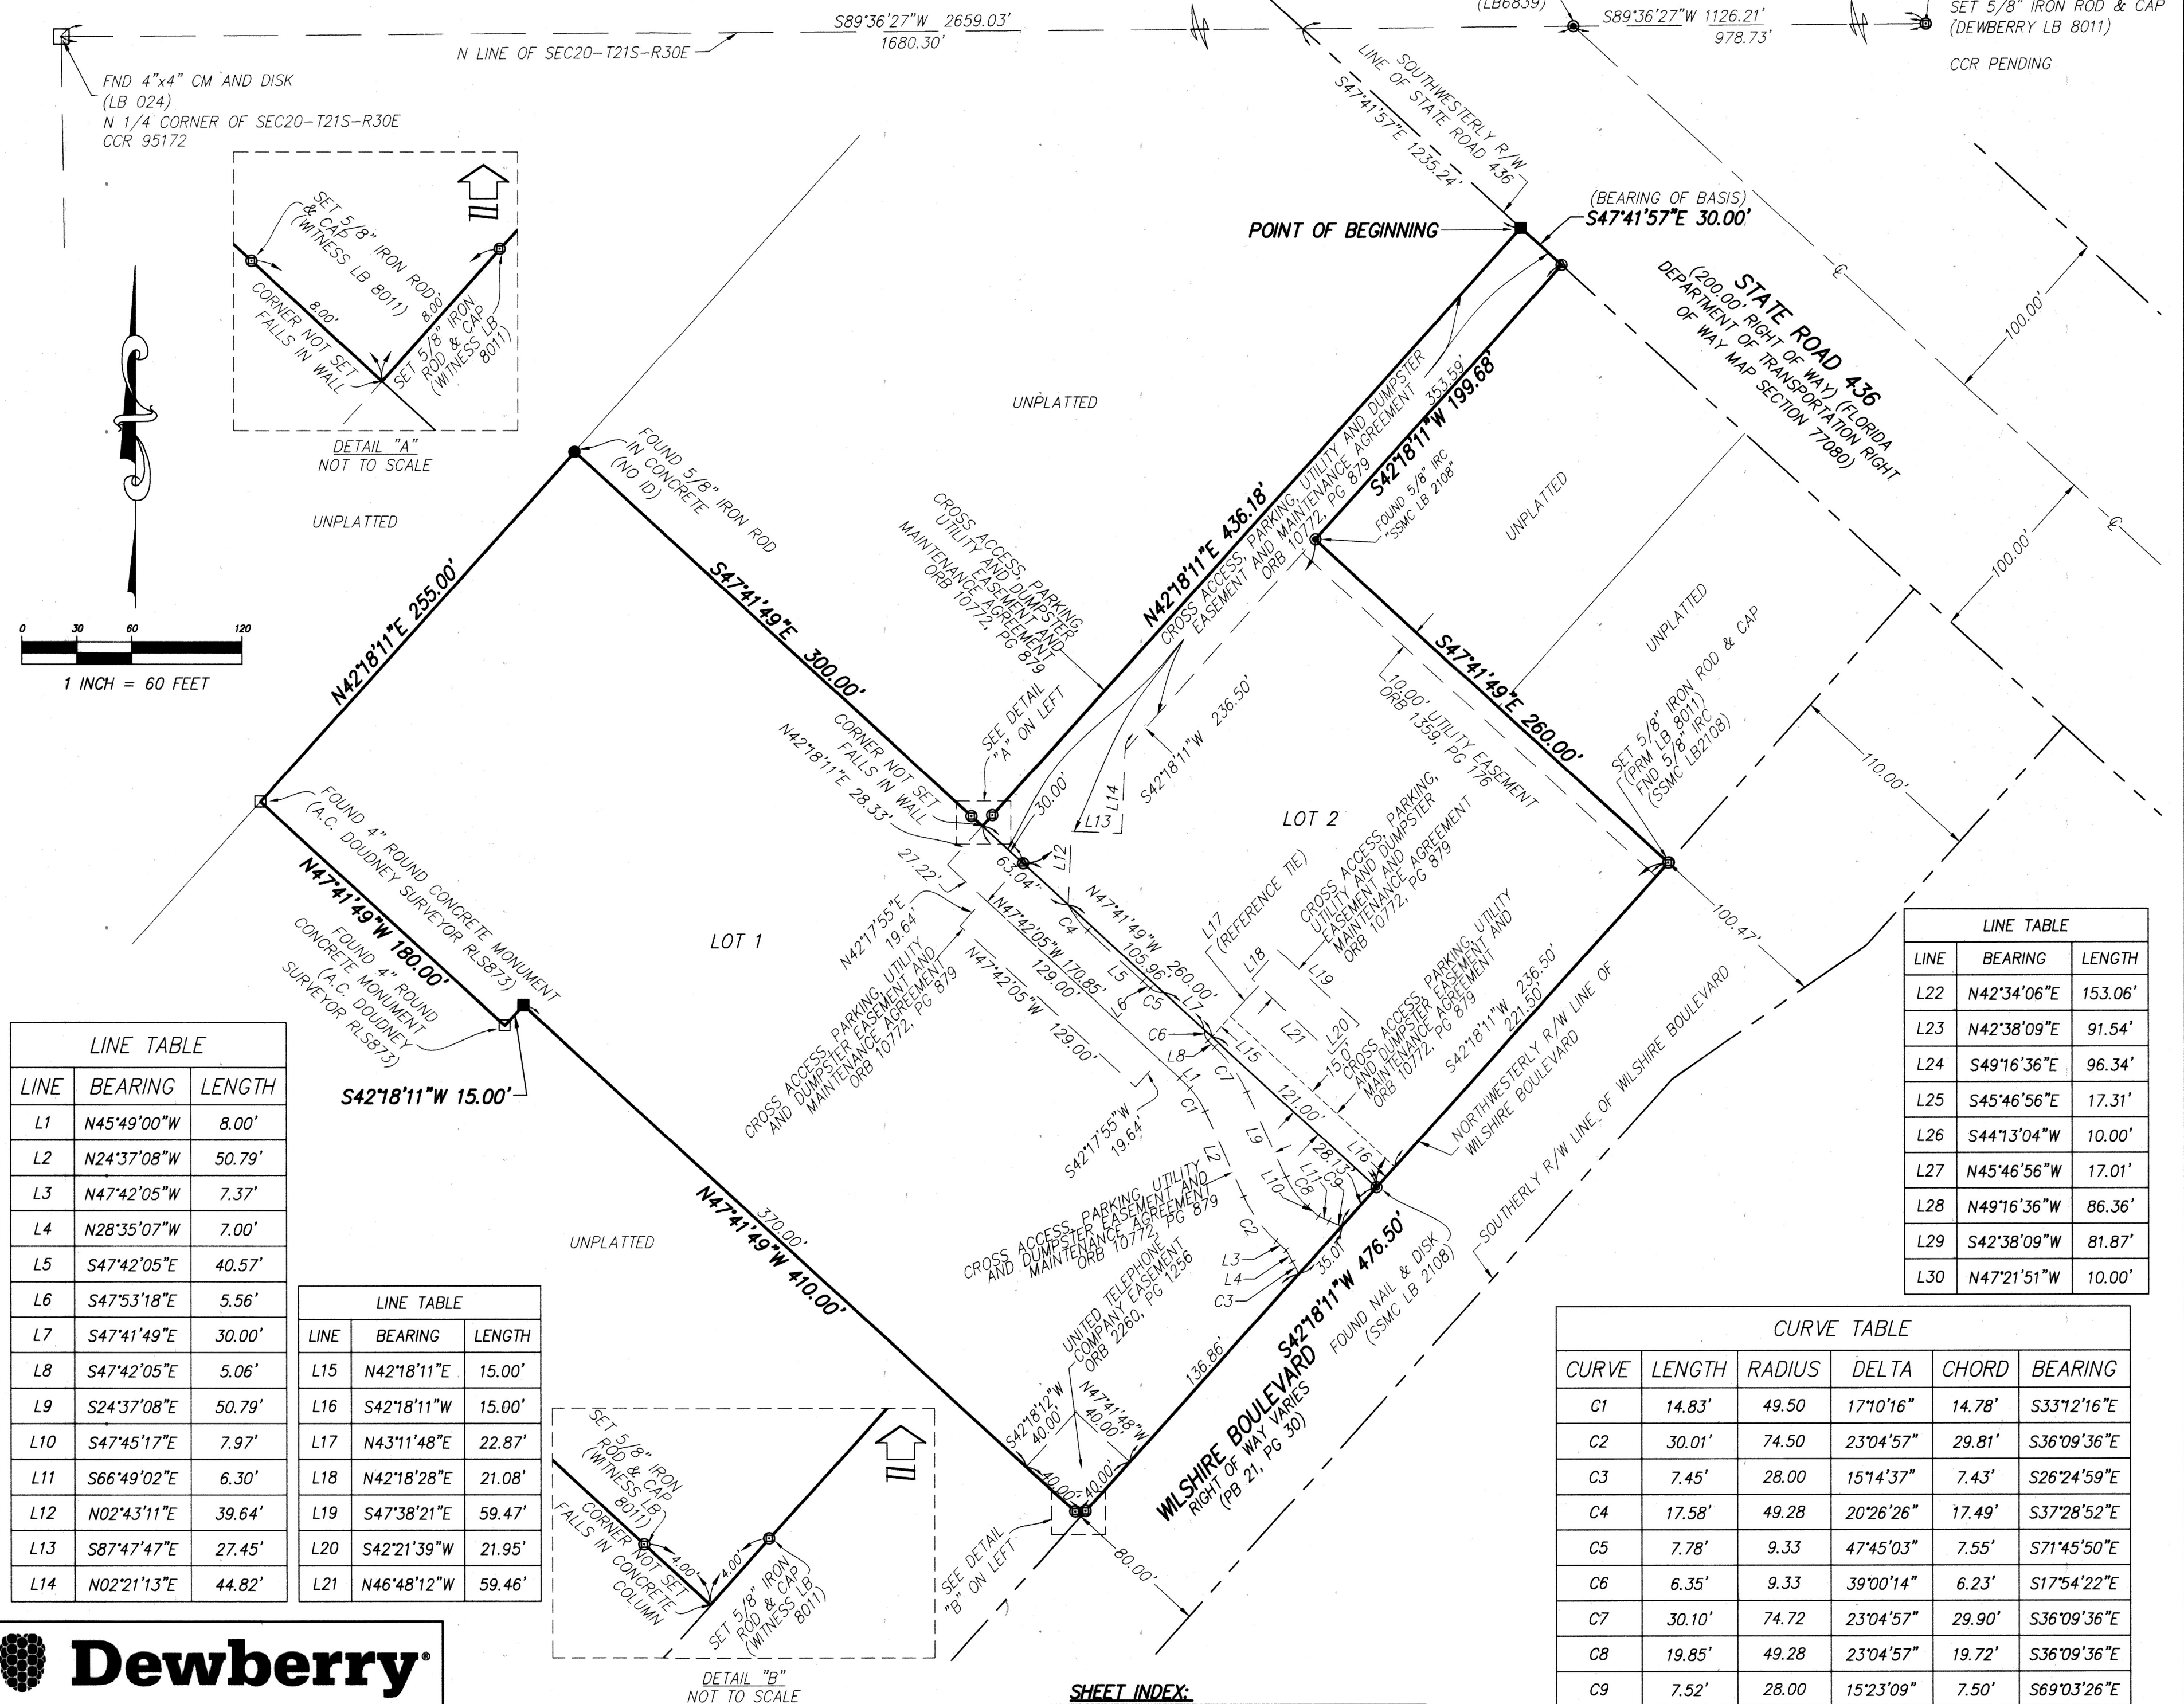 S89°36'27"W 2659.03'
1680.30'
N LINE OF SEC20-T21S-R30E
(LB6839)
S89°36'27"W 1126.21'
978.73'
SET 5/8" IRON ROD & CAP
(DEWBERRY LB 8011)
CCR PENDING
FND 4"x4" CM AND DISK
(LB 024)
N 1/4 CORNER OF SEC20-T21S-R30E
CCR 95172
SOUTHWESTERLY R/W
LINE OF STATE ROAD 436
S47°41'57"E 1235.24'
(BEARING OF BASIS)
S47°41'57"E 30.00'
POINT OF BEGINNING
STATE ROAD 436
(200.00' RIGHT OF WAY) (FLORIDA
DEPARTMENT OF TRANSPORTATION RIGHT
OF WAY MAP SECTION 77080)
100.00'
100.00'
SET 5/8" IRON ROD
& CAP
(WITNESS LB 8011)
8.00'
CORNER NOT SET
FALLS IN WALL
8.00'
SET 5/8" IRON
ROD & CAP
(WITNESS LB
8011)
DETAIL "A"
NOT TO SCALE
UNPLATTED
UNPLATTED
UNPLATTED
UNPLATTED
UNPLATTED
0 30 60 120
1 INCH = 60 FEET
FOUND 5/8" IRON ROD
IN CONCRETE
(NO ID)
N42°18'11"E 255.00'
S47°41'49"E 300.00'
CROSS ACCESS, PARKING,
UTILITY AND DUMPSTER
EASEMENT AND
MAINTENANCE AGREEMENT
ORB 10772, PG 879
N42°18'11"E 436.18'
CROSS ACCESS, PARKING, UTILITY AND DUMPSTER
EASEMENT AND MAINTENANCE AGREEMENT
ORB 10772, PG 879
353.59'
S42°18'11"W 199.68'
FOUND 5/8" IRC
"SSMC LB 2108"
S47°41'49"E 260.00'
10.00' UTILITY EASEMENT
ORB 1359, PG 176
SET 5/8" IRON ROD & CAP
(PRM LB 8011)
FND 5/8" IRC
(SSMC LB2108)
110.00'
100.47'
SEE DETAIL
"A" ON LEFT
CORNER NOT SET
FALLS IN WALL
N42°18'11"E 28.33'
30.00'
S42°18'11"W 236.50'
L14
L13
L12
63.04'
27.22'
N42°17'55"E
19.64'
LOT 1
LOT 2
N47°42'05"W 170.85'
129.00'
N47°42'05"W 129.00'
N47°41'49"W 260.00'
105.96'
C4
L5
L6
C5
L7
C6
L8
L1
C1
C7
L15
L17
(REFERENCE TIE)
L18
L19
L20
L21
15.0'
121.00'
L9
L2
L16
28.13'
L10
C8
L11
C9
C2
L3
L4
C3
35.01'
CROSS ACCESS, PARKING,
UTILITY AND DUMPSTER
EASEMENT AND
MAINTENANCE AGREEMENT
ORB 10772, PG 879
CROSS ACCESS, PARKING, UTILITY
AND DUMPSTER EASEMENT AND
MAINTENANCE AGREEMENT
ORB 10772, PG 879
S42°18'11"W 236.50'
221.50'
NORTHWESTERLY R/W LINE OF
WILSHIRE BOULEVARD
SOUTHERLY R/W LINE OF WILSHIRE BOULEVARD
CROSS ACCESS, PARKING, UTILITY
AND DUMPSTER EASEMENT AND
MAINTENANCE AGREEMENT
ORB 10772, PG 879
S42°17'55"W
19.64'
CROSS ACCESS, PARKING, UTILITY
AND DUMPSTER EASEMENT AND
MAINTENANCE AGREEMENT
ORB 10772, PG 879
FOUND 4" ROUND CONCRETE MONUMENT
(A.C. DOUDNEY SURVEYOR RLS873)
N47°41'49"W 180.00'
FOUND 4" ROUND
CONCRETE MONUMENT
(A.C. DOUDNEY
SURVEYOR RLS873)
S42°18'11"W 15.00'
370.00'
N47°41'49"W 410.00'
UNITED TELEPHONE
COMPANY EASEMENT
ORB 2260, PG 1256
S42°18'12"W
40.00'
N47°41'48"W
40.00'
40.00'
40.00'
136.86'
S42°18'11"W 476.50'
FOUND NAIL & DISK
(SSMC LB 2108)
WILSHIRE BOULEVARD
RIGHT OF WAY VARIES
(PB 21, PG 30)
80.00'
SEE DETAIL
"B" ON LEFT
LINE TABLE
LINE BEARING LENGTH
L1 N45°49'00"W 8.00'
L2 N24°37'08"W 50.79'
L3 N47°42'05"W 7.37'
L4 N28°35'07"W 7.00'
L5 S47°42'05"E 40.57'
L6 S47°53'18"E 5.56'
L7 S47°41'49"E 30.00'
L8 S47°42'05"E 5.06'
L9 S24°37'08"E 50.79'
L10 S47°45'17"E 7.97'
L11 S66°49'02"E 6.30'
L12 N02°43'11"E 39.64'
L13 S87°47'47"E 27.45'
L14 N02°21'13"E 44.82'
LINE TABLE
LINE BEARING LENGTH
L15 N42°18'11"E 15.00'
L16 S42°18'11"W 15.00'
L17 N43°11'48"E 22.87'
L18 N42°18'28"E 21.08'
L19 S47°38'21"E 59.47'
L20 S42°21'39"W 21.95'
L21 N46°48'12"W 59.46'
LINE TABLE
LINE BEARING LENGTH
L22 N42°34'06"E 153.06'
L23 N42°38'09"E 91.54'
L24 S49°16'36"E 96.34'
L25 S45°46'56"E 17.31'
L26 S44°13'04"W 10.00'
L27 N45°46'56"W 17.01'
L28 N49°16'36"W 86.36'
L29 S42°38'09"W 81.87'
L30 N47°21'51"W 10.00'
CURVE TABLE
CURVE LENGTH RADIUS DELTA CHORD BEARING
C1 14.83' 49.50 17°10'16" 14.78' S33°12'16"E
C2 30.01' 74.50 23°04'57" 29.81' S36°09'36"E
C3 7.45' 28.00 15°14'37" 7.43' S26°24'59"E
C4 17.58' 49.28 20°26'26" 17.49' S37°28'52"E
C5 7.78' 9.33 47°45'03" 7.55' S71°45'50"E
C6 6.35' 9.33 39°00'14" 6.23' S17°54'22"E
C7 30.10' 74.72 23°04'57" 29.90' S36°09'36"E
C8 19.85' 49.28 23°04'57" 19.72' S36°09'36"E
C9 7.52' 28.00 15°23'09" 7.50' S69°03'26"E
SET 5/8" IRON
ROD & CAP
(WITNESS LB
8011)
CORNER NOT SET
FALLS IN CONCRETE
COLUMN
4.00'
4.00'
SET 5/8" IRON
ROD & CAP
(WITNESS LB
8011)
DETAIL "B"
NOT TO SCALE
Dewberry®
SHEET INDEX: